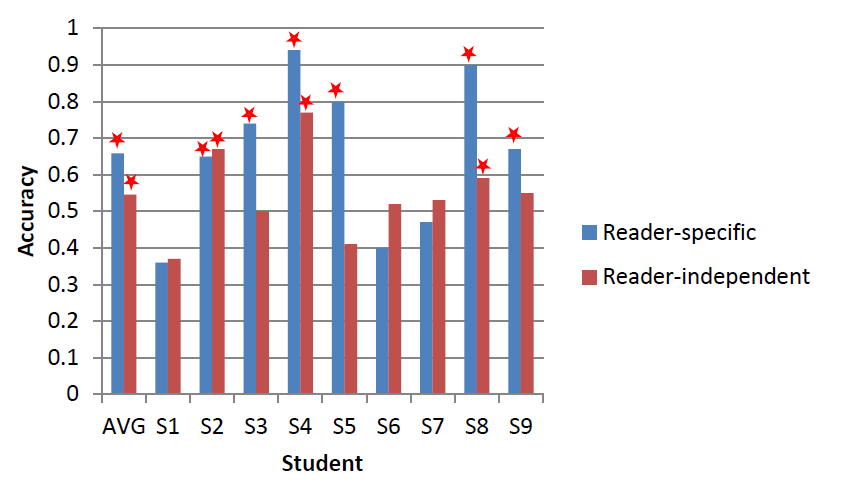 1
0.9
0.8
0.7
0.6
0.5
0.4
0.3
0.2
0.1
0
Accuracy
AVG S1 S2 S3 S4 S5 S6 S7 S8 S9
Student
Reader-specific
Reader-independent